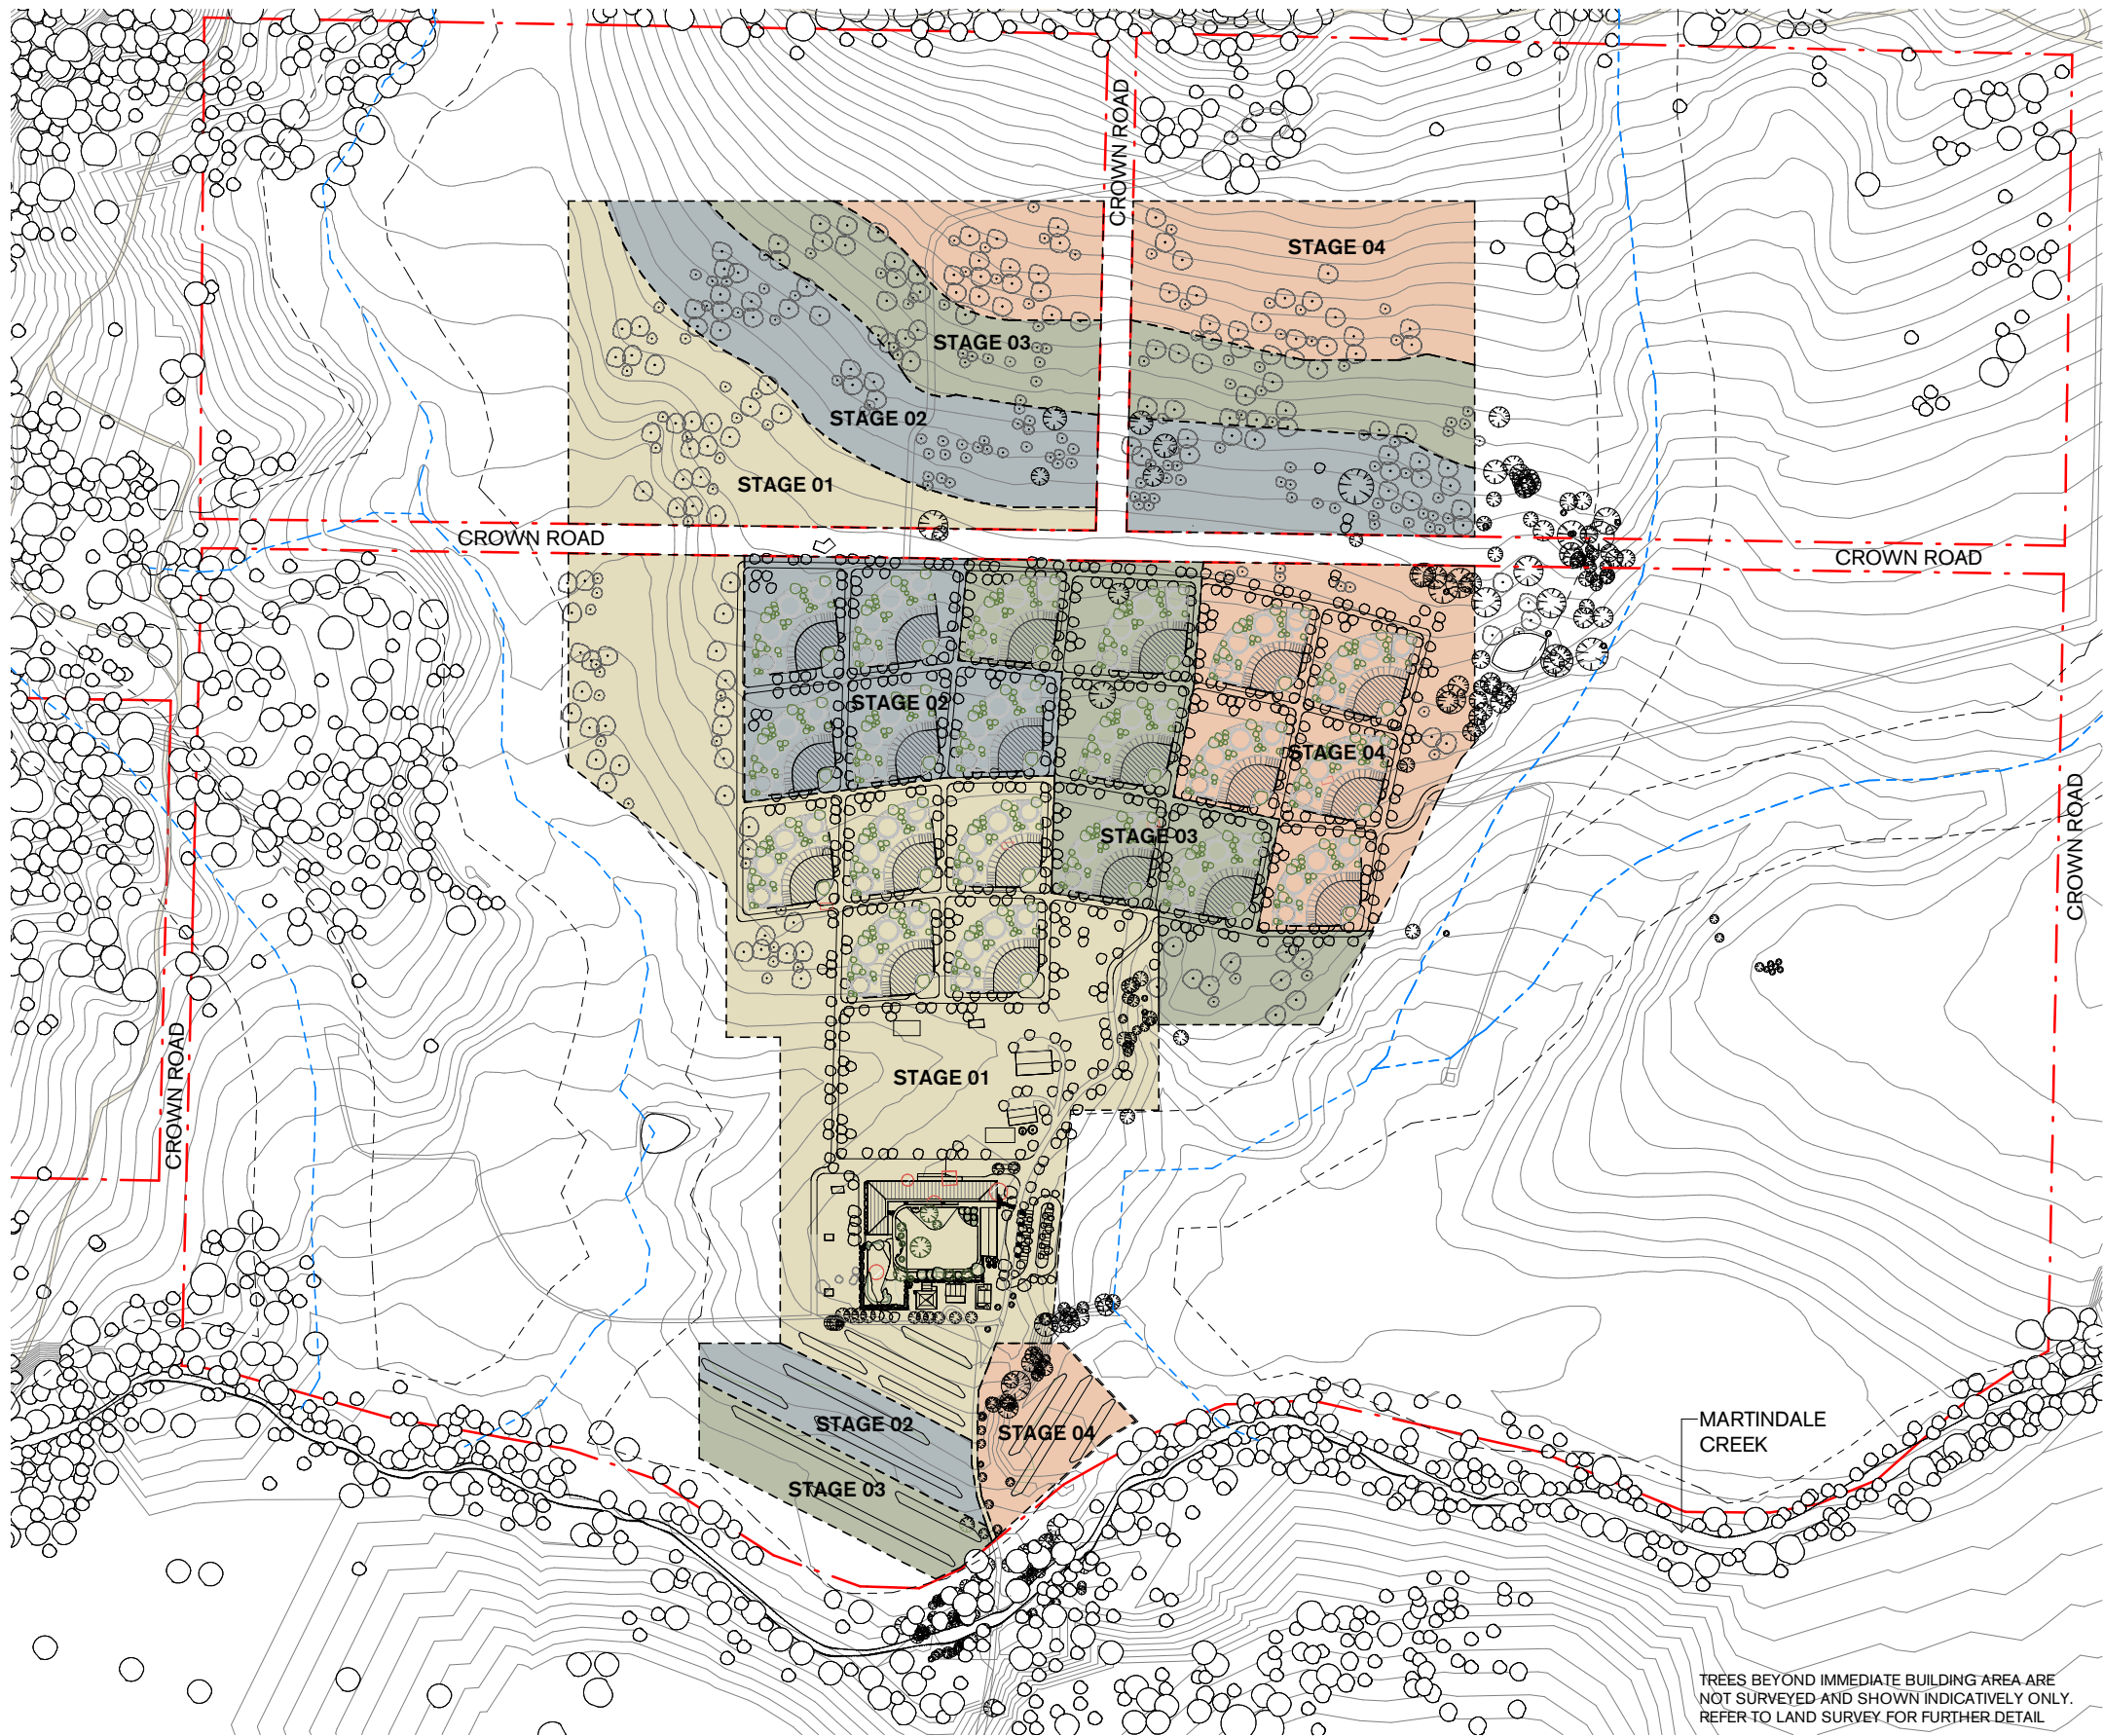 CROWN ROAD
STAGE 04
STAGE 03
STAGE 02
STAGE 01
CROWN ROAD
CROWN ROAD
STAGE 02
STAGE 04
STAGE 03
CROWN ROAD
STAGE 01
CROWN ROAD
STAGE 02
STAGE 04
MARTINDALE
CREEK
STAGE 03
TREES BEYOND IMMEDIATE BUILDING AREA ARE
NOT SURVEYED AND SHOWN INDICATIVELY ONLY.
REFER TO LAND SURVEY FOR FURTHER DETAIL